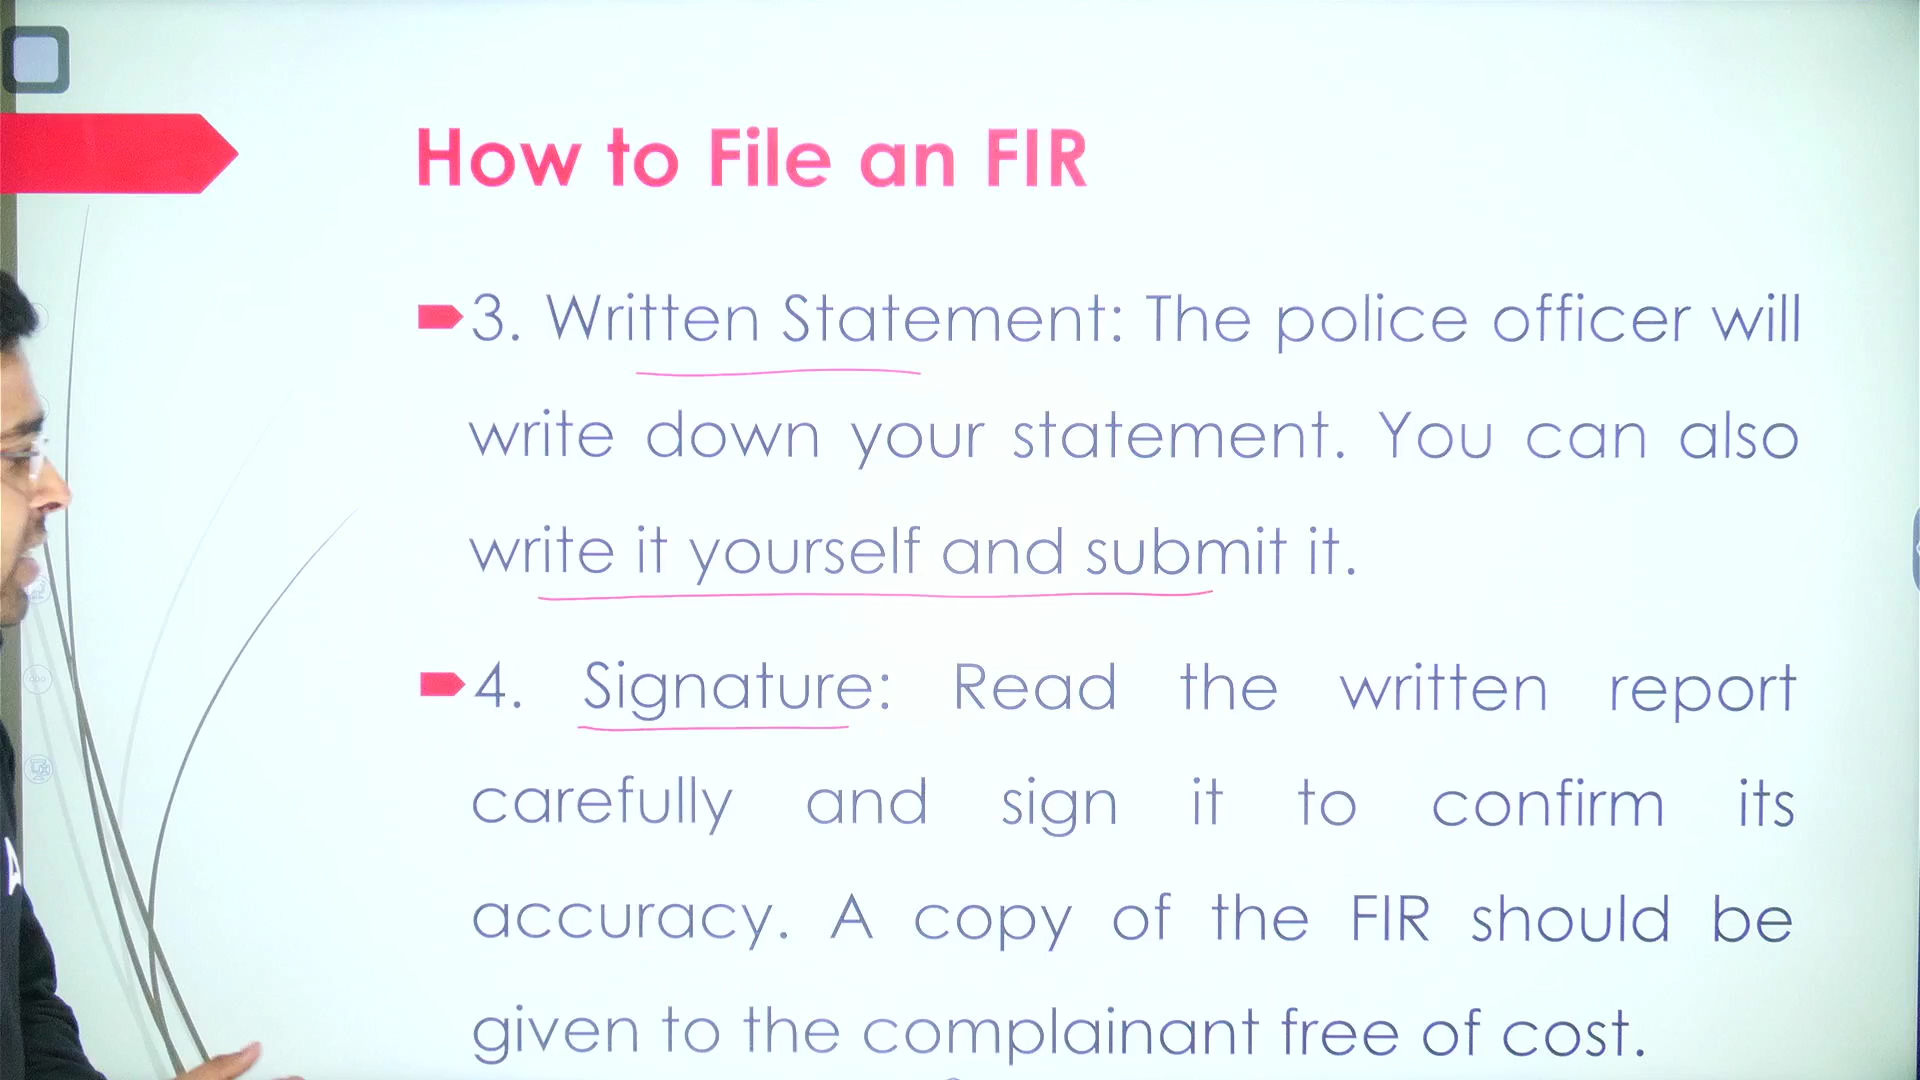 How to File an FIR
3. Written Statement: The police officer will
write down your statement. You can also
write it yourself and submit it.
4. Signature: Read the written report
carefully and sign it to confirm its
accuracy. A copy of the FIR should be
given to the complainant free of cost.